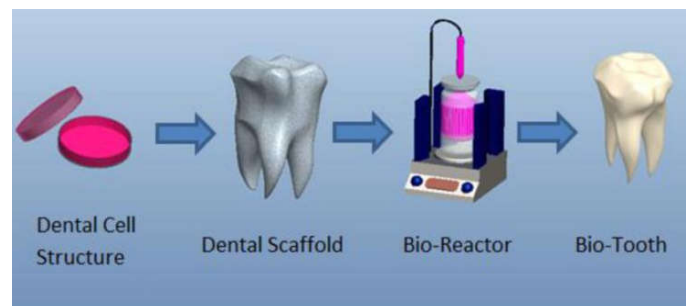 Dental Cell
Structure
Dental Scaffold
Bio-Reactor
Bio-Tooth